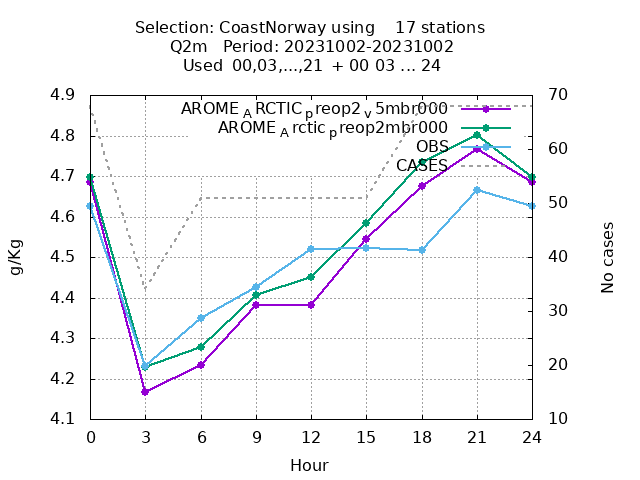 Selection: CoastNorway using 17 stations
Q2m Period: 20231002-20231002
Used 00,03,...,21 + 00 03 ... 24
4.9
4.8
4.7
4.6
4.5
4.4
4.3
4.2
4.1
70
60
50
40
30
20
10
AROME_ARCTIC_preop2_v5mbr000
AROME_Arctic_preop2mbr000
OBS
CASES
g/Kg
No cases
0 3 6 9 12 15 18 21 24
Hour